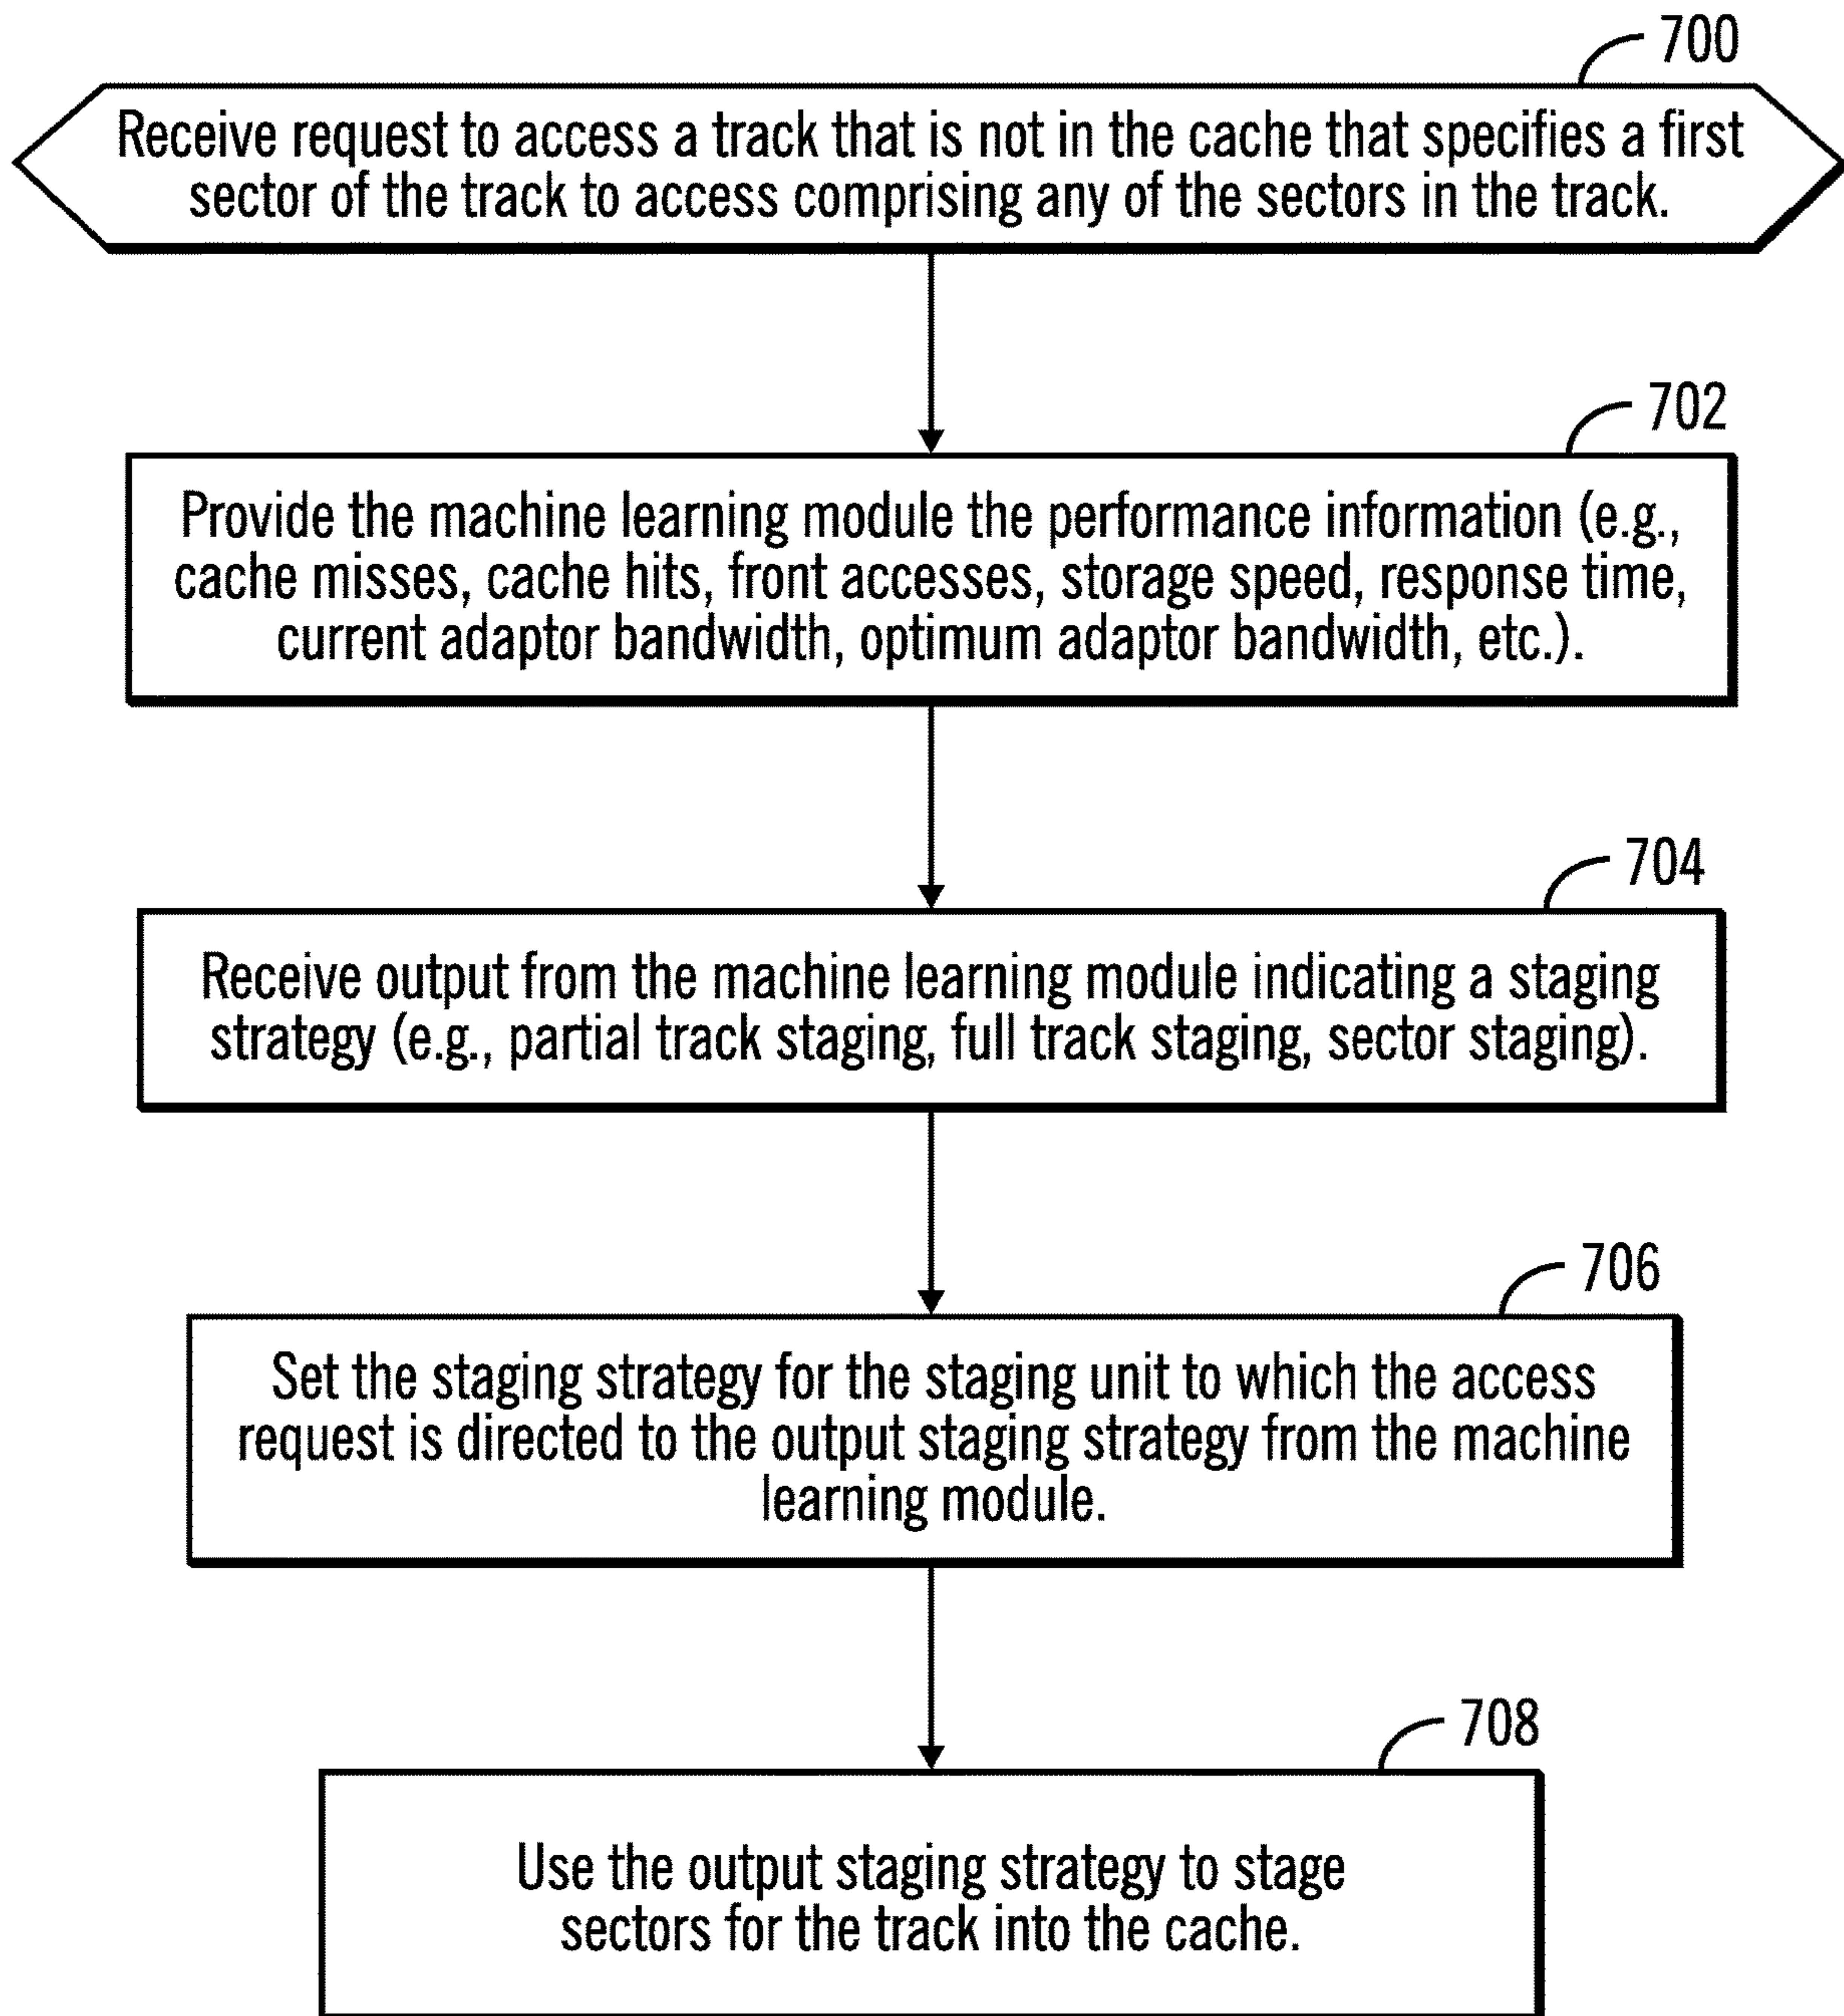 700
Receive request to access a track that is not in the cache that specifies a first
sector of the track to access comprising any of the sectors in the track.
702
Provide the machine learning module the performance information (e.g.,
cache misses, cache hits, front accesses, storage speed, response time,
current adaptor bandwidth, optimum adaptor bandwidth, etc.).
704
Receive output from the machine learning module indicating a staging
strategy (e.g., partial track staging, full track staging, sector staging).
706
Set the staging strategy for the staging unit to which the access
request is directed to the output staging strategy from the machine
learning module.
708
Use the output staging strategy to stage
sectors for the track into the cache.